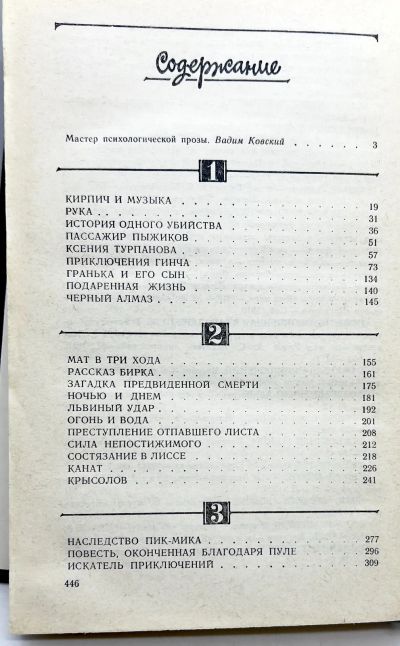 Содержание
Мастер психологической прозы. Вадим Ковский . . . . . . 3
1
КИРПИЧ И МУЗЫКА . . . . . . . . . . 19
РУКА . . . . . . . . . . 31
ИСТОРИЯ ОДНОГО УБИЙСТВА . . . . . . . . . . 36
ПАССАЖИР ПЫЖИКОВ . . . . . . . . . . 51
КСЕНИЯ ТУРПАНОВА . . . . . . . . . . 57
ПРИКЛЮЧЕНИЯ ГИНЧА . . . . . . . . . . 73
ГРАНЬКА И ЕГО СЫН . . . . . . . . . . 134
ПОДАРЕННАЯ ЖИЗНЬ . . . . . . . . . . 140
ЧЕРНЫЙ АЛМАЗ . . . . . . . . . . 145
2
МАТ В ТРИ ХОДА . . . . . . . . . . 155
РАССКАЗ БИРКА . . . . . . . . . . 161
ЗАГАДКА ПРЕДВИДЕННОЙ СМЕРТИ . . . . . . . . . . 175
НОЧЬЮ И ДНЕМ . . . . . . . . . . 181
ЛЬВИНЫЙ УДАР . . . . . . . . . . 192
ОГОНЬ И ВОДА . . . . . . . . . . 201
ПРЕСТУПЛЕНИЕ ОТПАВШЕГО ЛИСТА . . . . . . . . . . 208
СИЛА НЕПОСТИЖИМОГО . . . . . . . . . . 212
СОСТЯЗАНИЕ В ЛИССЕ . . . . . . . . . . 218
КАНАТ . . . . . . . . . . 226
КРЫСОЛОВ . . . . . . . . . . 241
3
НАСЛЕДСТВО ПИК-МИКА . . . . . . . . . . 277
ПОВЕСТЬ, ОКОНЧЕННАЯ БЛАГОДАРЯ ПУЛЕ . . . . . . 296
ИСКАТЕЛЬ ПРИКЛЮЧЕНИЙ . . . . . . . . . . 309
446